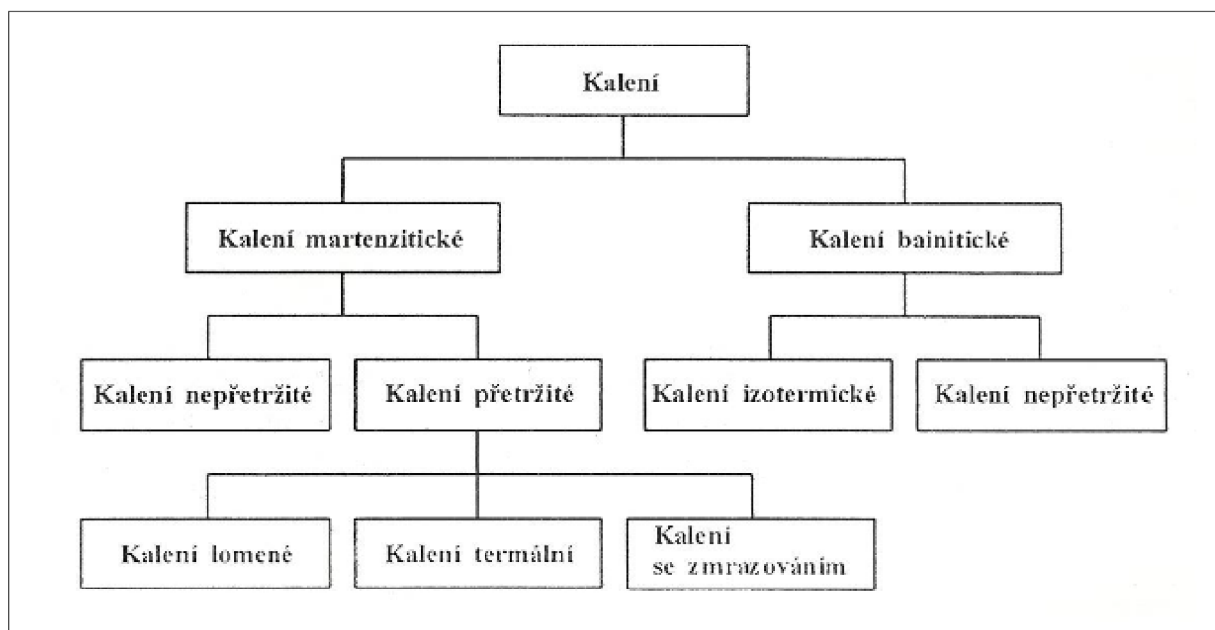 Kalení
Kalení martenzitické
Kalení bainitické
Kalení nepřetržité
Kalení přetržité
Kalení izotermické
Kalení nepřetržité
Kalení lomené
Kalení termální
Kalení
se zmrazováním